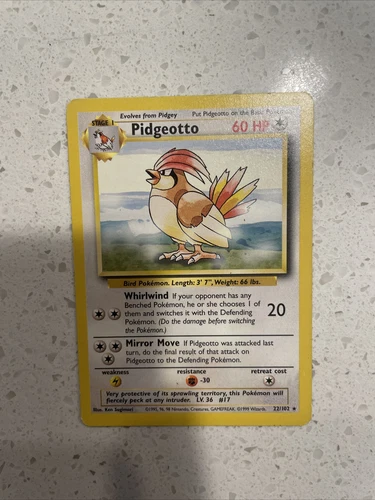 Evolves from Pidgey Put Pidgeotto on the Basic Pokémon
STAGE 1
Pidgeotto 60 HP
Bird Pokémon. Length: 3' 7", Weight: 66 lbs.
Whirlwind If your opponent has any
Benched Pokémon, he or she chooses 1 of
them and switches it with the Defending 20
Pokémon. (Do the damage before switching
the Pokémon.)
Mirror Move If Pidgeotto was attacked last
turn, do the final result of that attack on
Pidgeotto to the Defending Pokémon.
weakness resistance retreat cost
-30
Very protective of its sprawling territory, this Pokémon will
fiercely peck at any intruder. LV. 36 #17
Illus. Ken Sugimori ©1995, 96, 98 Nintendo, Creatures, GAMEFREAK. ©1999 Wizards. 22/102